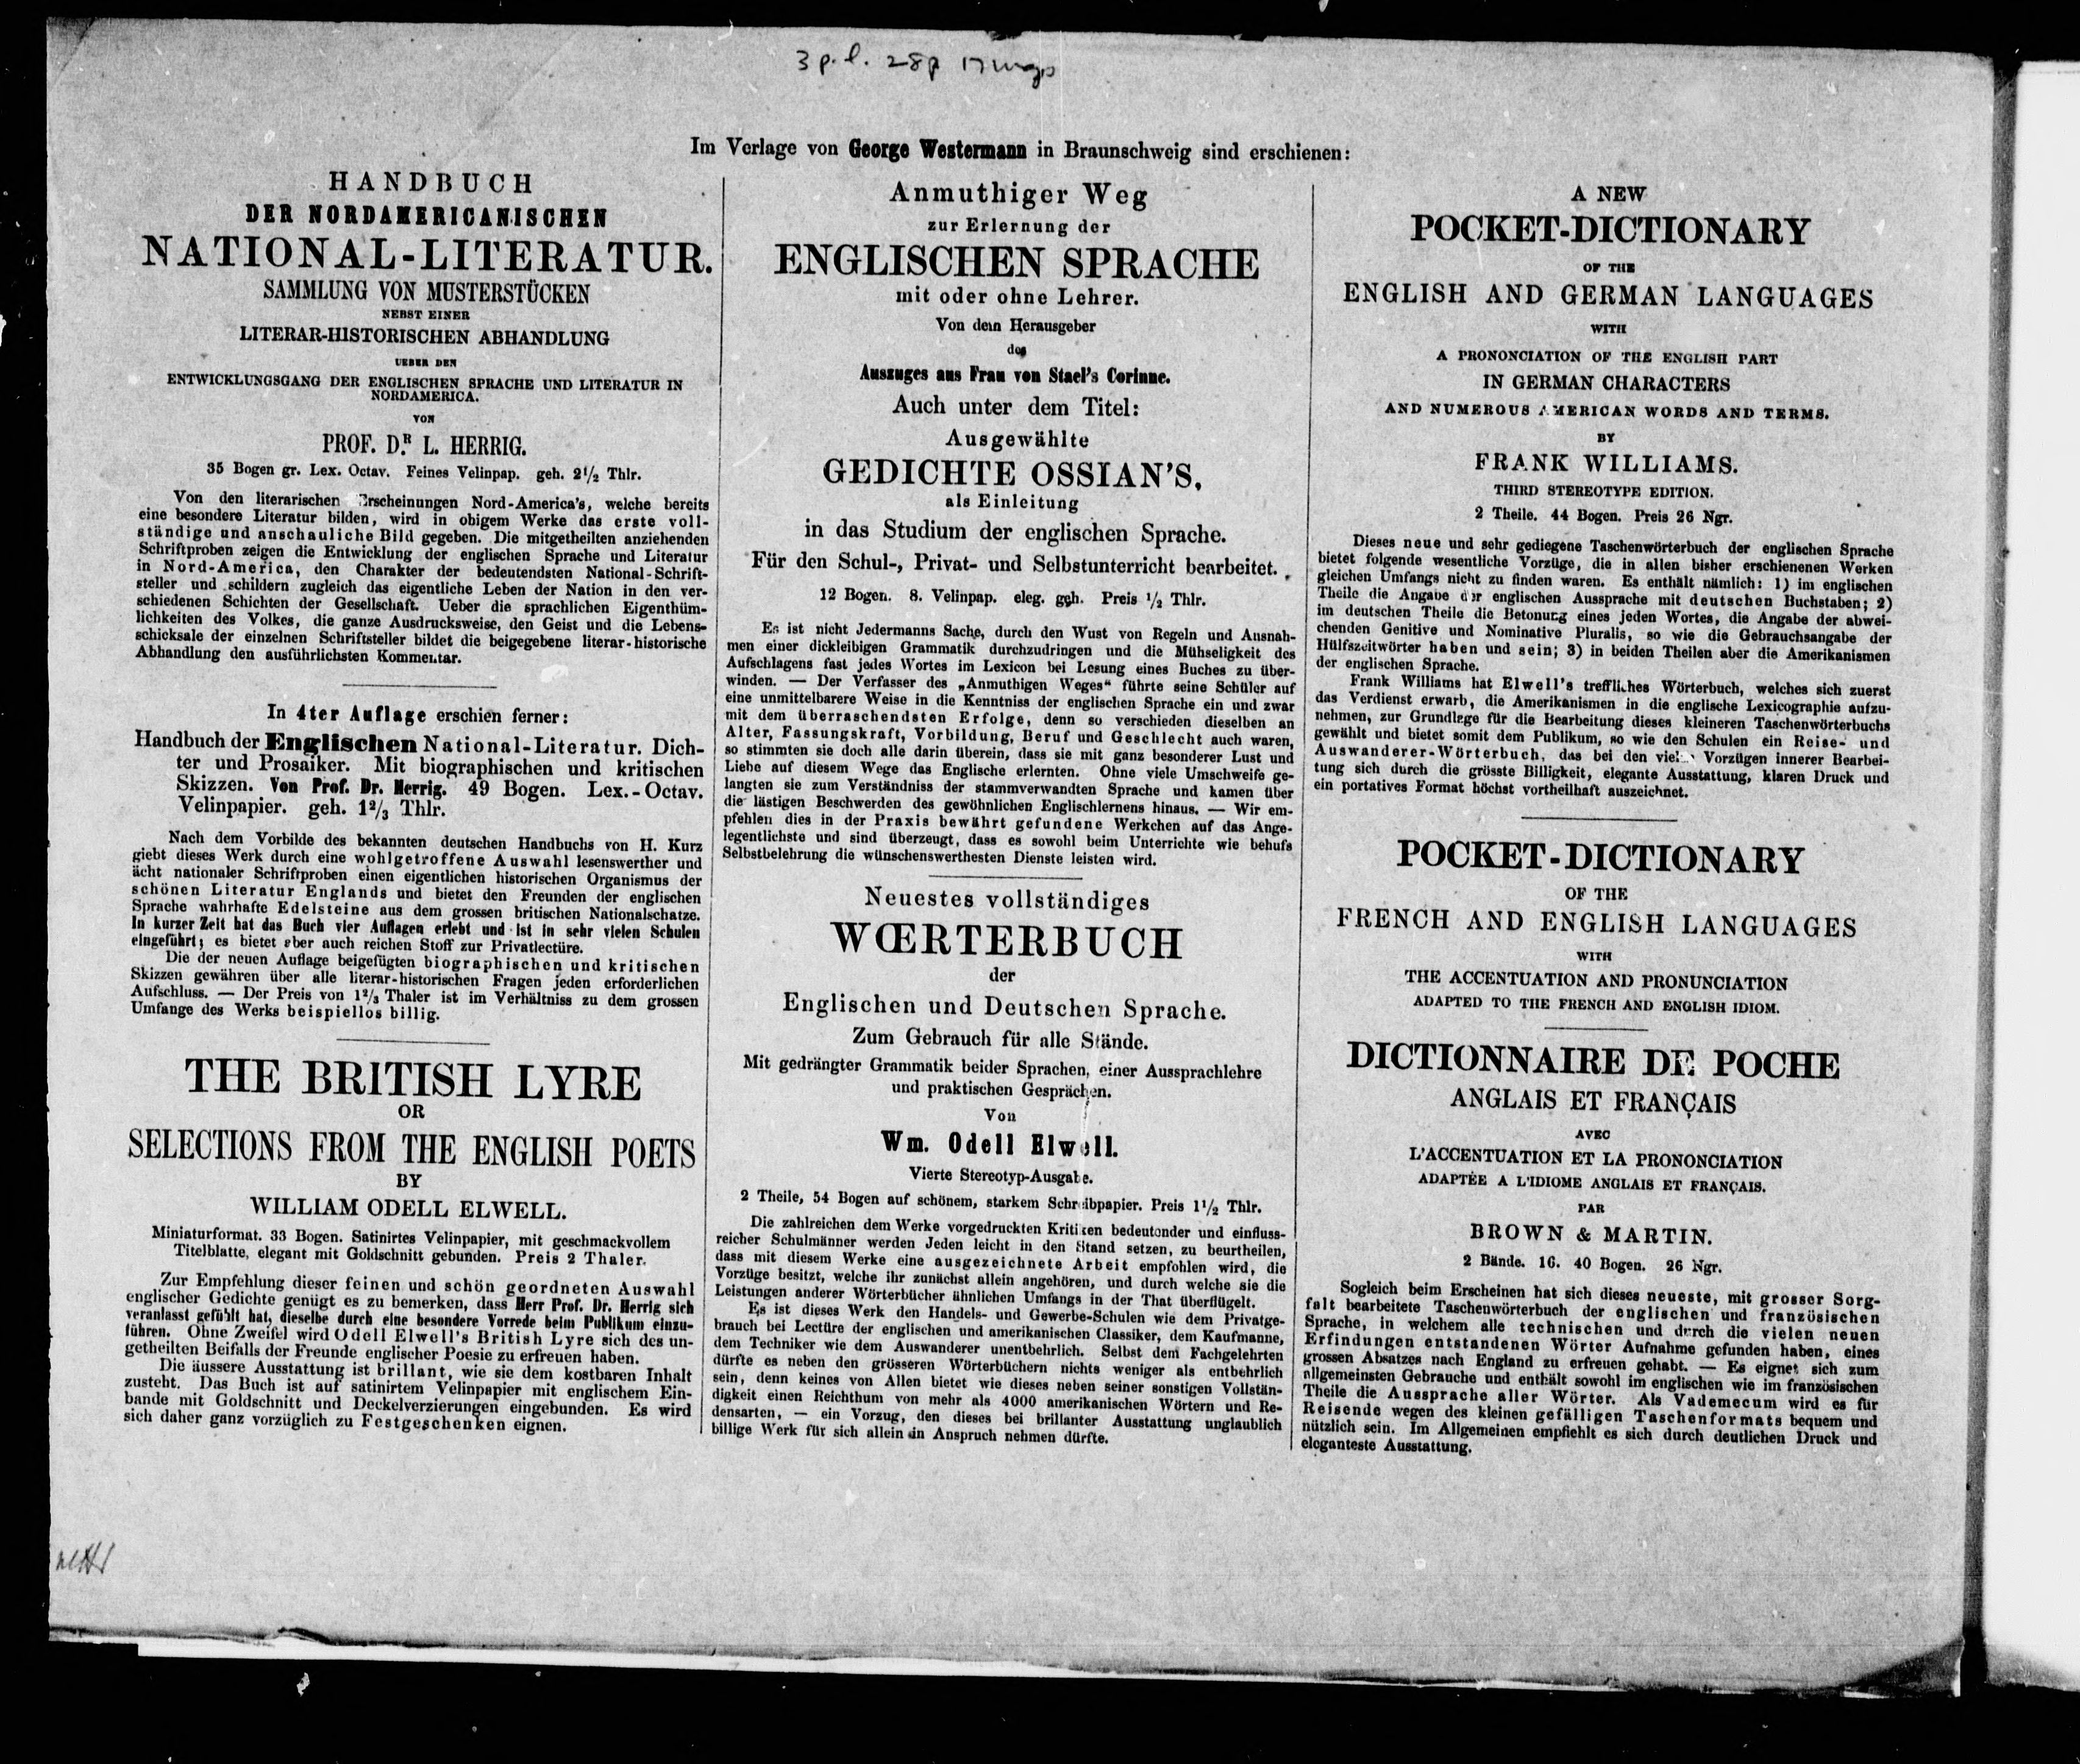 3 p. l. 28p
Im Verlage von George Westermann in Braunschweig sind erschienen:
HANDBUCH
DER NORDAMERICANISCHEN
NATIONAL-LITERATUR.
SAMMLUNG VON MUSTERSTÜCKEN
NEBST EINER
LITERAR-HISTORISCHEN ABHANDLUNG
UEBER DEN
ENTWICKLUNGSGANG DER ENGLISCHEN SPRACHE UND LITERATUR IN
NORDAMERICA.
VON
PROF. DR. L. HERRIG.
35 Bogen gr. Lex. Octav. Feines Velinpap. geh. 2½ Thlr.
Von den literarischen Erscheinungen Nord-America's, welche bereits
eine besondere Literatur bilden, wird in obigem Werke das erste voll-
ständige und anschauliche Bild gegeben. Die mitgetheilten anziehenden
Schriftproben zeigen die Entwicklung der englischen Sprache und Literatur
in Nord-America, den Charakter der bedeutendsten National-Schrift-
steller und schildern zugleich das eigentliche Leben der Nation in den ver-
schiedenen Schichten der Gesellschaft. Ueber die sprachlichen Eigenthüm-
lichkeiten des Volkes, die ganze Ausdrucksweise, den Geist und die Lebens-
schicksale der einzelnen Schriftsteller bildet die beigegebene literar-historische
Abhandlung den ausführlichsten Kommentar.
In 4ter Auflage erschien ferner:
Handbuch der Englischen National-Literatur. Dich-
ter und Prosaiker. Mit biographischen und kritischen
Skizzen. Von Prof. Dr. Herrig. 49 Bogen. Lex.-Octav.
Velinpapier. geh. 1⅔ Thlr.
Nach dem Vorbilde des bekannten deutschen Handbuchs von H. Kurz
giebt dieses Werk durch eine wohlgetroffene Auswahl lesenswerther und
ächt nationaler Schriftproben einen eigentlichen historischen Organismus der
schönen Literatur Englands und bietet den Freunden der englischen
Sprache wahrhafte Edelsteine aus dem grossen britischen Nationalschatze.
In kurzer Zeit hat das Buch vier Auflagen erlebt und ist in sehr vielen Schulen
eingeführt; es bietet aber auch reichen Stoff zur Privatlectüre.
Die der neuen Auflage beigefügten biographischen und kritischen
Skizzen gewähren über alle literar-historischen Fragen jeden erforderlichen
Aufschluss. — Der Preis von 1⅔ Thaler ist im Verhältniss zu dem grossen
Umfange des Werks beispiellos billig.
THE BRITISH LYRE
OR
SELECTIONS FROM THE ENGLISH POETS
BY
WILLIAM ODELL ELWELL.
Miniaturformat. 33 Bogen. Satinirtes Velinpapier, mit geschmackvollem
Titelblatte, elegant mit Goldschnitt gebunden. Preis 2 Thaler.
Zur Empfehlung dieser feinen und schön geordneten Auswahl
englischer Gedichte genügt es zu bemerken, dass Herr Prof. Dr. Herrig sich
veranlasst gefühlt hat, dieselbe durch eine besondere Vorrede beim Publikum einzu-
führen. Ohne Zweifel wird Odell Elwell's British Lyre sich des un-
getheilten Beifalls der Freunde englischer Poesie zu erfreuen haben.
Die äussere Ausstattung ist brillant, wie sie dem kostbaren Inhalt
zusteht. Das Buch ist auf satinirtem Velinpapier mit englischem Ein-
bande mit Goldschnitt und Deckelverzierungen eingebunden. Es wird
sich daher ganz vorzüglich zu Festgeschenken eignen.
Anmuthiger Weg
zur Erlernung der
ENGLISCHEN SPRACHE
mit oder ohne Lehrer.
Von dem Herausgeber
des
Auszuges aus Frau von Stael's Corinne.
Auch unter dem Titel:
Ausgewählte
GEDICHTE OSSIAN'S,
als Einleitung
in das Studium der englischen Sprache.
Für den Schul-, Privat- und Selbstunterricht bearbeitet.
12 Bogen. 8. Velinpap. eleg. geh. Preis ½ Thlr.
Es ist nicht Jedermanns Sache, durch den Wust von Regeln und Ausnah-
men einer dickleibigen Grammatik durchzudringen und die Mühseligkeit des
Aufschlagens fast jedes Wortes im Lexicon bei Lesung eines Buches zu über-
winden. — Der Verfasser des „Anmuthigen Weges“ führte seine Schüler auf
eine unmittelbarere Weise in die Kenntniss der englischen Sprache ein und zwar
mit dem überraschendsten Erfolge, denn so verschieden dieselben an
Alter, Fassungskraft, Vorbildung, Beruf und Geschlecht auch waren,
so stimmten sie doch alle darin überein, dass sie mit ganz besonderer Lust und
Liebe auf diesem Wege das Englische erlernten. Ohne viele Umschweife ge-
langten sie zum Verständniss der stammverwandten Sprache und kamen über
die lästigen Beschwerden des gewöhnlichen Englischlernens hinaus. — Wir em-
pfehlen dies in der Praxis bewährt gefundene Werkchen auf das Ange-
legentlichste und sind überzeugt, dass es sowohl beim Unterrichte wie behufs
Selbstbelehrung die wünschenswerthesten Dienste leisten wird.
Neuestes vollständiges
WŒRTERBUCH
der
Englischen und Deutschen Sprache.
Zum Gebrauch für alle Stände.
Mit gedrängter Grammatik beider Sprachen, einer Aussprachlehre
und praktischen Gesprächen.
Von
Wm. Odell Elwell.
Vierte Stereotyp-Ausgabe.
2 Theile, 54 Bogen auf schönem, starkem Schreibpapier. Preis 1½ Thlr.
Die zahlreichen dem Werke vorgedruckten Kritiken bedeutender und einfluss-
reicher Schulmänner werden Jeden leicht in den Stand setzen, zu beurtheilen,
dass mit diesem Werke eine ausgezeichnete Arbeit empfohlen wird, die
Vorzüge besitzt, welche ihr zunächst allein angehören, und durch welche sie die
Leistungen anderer Wörterbücher ähnlichen Umfangs in der That überflügelt.
Es ist dieses Werk den Handels- und Gewerbe-Schulen wie dem Privatge-
brauch bei Lectüre der englischen und amerikanischen Classiker, dem Kaufmanne,
dem Techniker wie dem Auswanderer unentbehrlich. Selbst dem Fachgelehrten
dürfte es neben den grösseren Wörterbüchern nichts weniger als entbehrlich
sein, denn keines von Allen bietet wie dieses neben seiner sonstigen Vollstän-
digkeit einen Reichthum von mehr als 4000 amerikanischen Wörtern und Re-
densarten, — ein Vorzug, den dieses bei brillanter Ausstattung unglaublich
billige Werk für sich allein in Anspruch nehmen dürfte.
A NEW
POCKET-DICTIONARY
OF THE
ENGLISH AND GERMAN LANGUAGES
WITH
A PRONONCIATION OF THE ENGLISH PART
IN GERMAN CHARACTERS
AND NUMEROUS AMERICAN WORDS AND TERMS.
BY
FRANK WILLIAMS.
THIRD STEREOTYPE EDITION.
2 Theile. 44 Bogen. Preis 26 Ngr.
Dieses neue und sehr gediegene Taschenwörterbuch der englischen Sprache
bietet folgende wesentliche Vorzüge, die in allen bisher erschienenen Werken
gleichen Umfangs nicht zu finden waren. Es enthält nämlich: 1) im englischen
Theile die Angabe der englischen Aussprache mit deutschen Buchstaben; 2)
im deutschen Theile die Betonung eines jeden Wortes, die Angabe der abwei-
chenden Genitive und Nominative Pluralis, so wie die Gebrauchsangabe der
Hülfszeitwörter haben und sein; 3) in beiden Theilen aber die Amerikanismen
der englischen Sprache.
Frank Williams hat Elwell's treffliches Wörterbuch, welches sich zuerst
das Verdienst erwarb, die Amerikanismen in die englische Lexicographie aufzu-
nehmen, zur Grundlage für die Bearbeitung dieses kleineren Taschenwörterbuchs
gewählt und bietet somit dem Publikum, so wie den Schulen ein Reise- und
Auswanderer-Wörterbuch, das bei den vielen Vorzügen innerer Bearbei-
tung sich durch die grösste Billigkeit, elegante Ausstattung, klaren Druck und
ein portatives Format höchst vortheilhaft auszeichnet.
POCKET-DICTIONARY
OF THE
FRENCH AND ENGLISH LANGUAGES
WITH
THE ACCENTUATION AND PRONUNCIATION
ADAPTED TO THE FRENCH AND ENGLISH IDIOM.
DICTIONNAIRE DE POCHE
ANGLAIS ET FRANÇAIS
AVEC
L'ACCENTUATION ET LA PRONONCIATION
ADAPTÉE A L'IDIOME ANGLAIS ET FRANÇAIS.
PAR
BROWN & MARTIN.
2 Bände. 16. 40 Bogen. 26 Ngr.
Sogleich beim Erscheinen hat sich dieses neueste, mit grosser Sorg-
falt bearbeitete Taschenwörterbuch der englischen und französischen
Sprache, in welchem alle technischen und durch die vielen neuen
Erfindungen entstandenen Wörter Aufnahme gefunden haben, eines
grossen Absatzes nach England zu erfreuen gehabt. — Es eignet sich zum
allgemeinsten Gebrauche und enthält sowohl im englischen wie im französischen
Theile die Aussprache aller Wörter. Als Vademecum wird es für
Reisende wegen des kleinen gefälligen Taschenformats bequem und
nützlich sein. Im Allgemeinen empfiehlt es sich durch deutlichen Druck und
eleganteste Ausstattung.